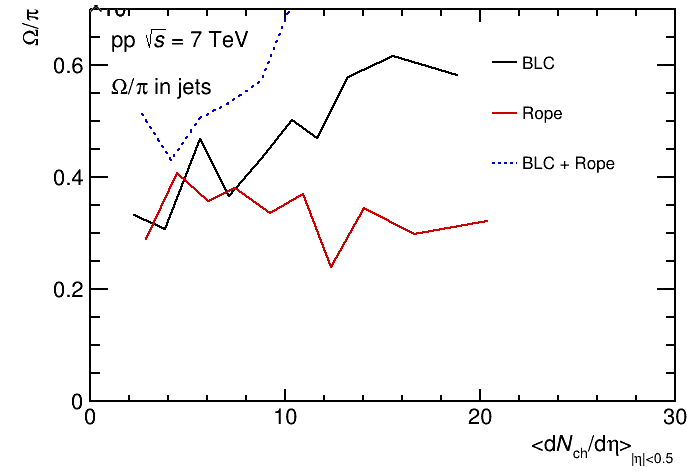 Ω/π
pp √s = 7 TeV
Ω/π in jets
BLC
Rope
BLC + Rope
0.6
0.4
0.2
0
0 10 20 30
<dN_ch/dη>_|η|<0.5